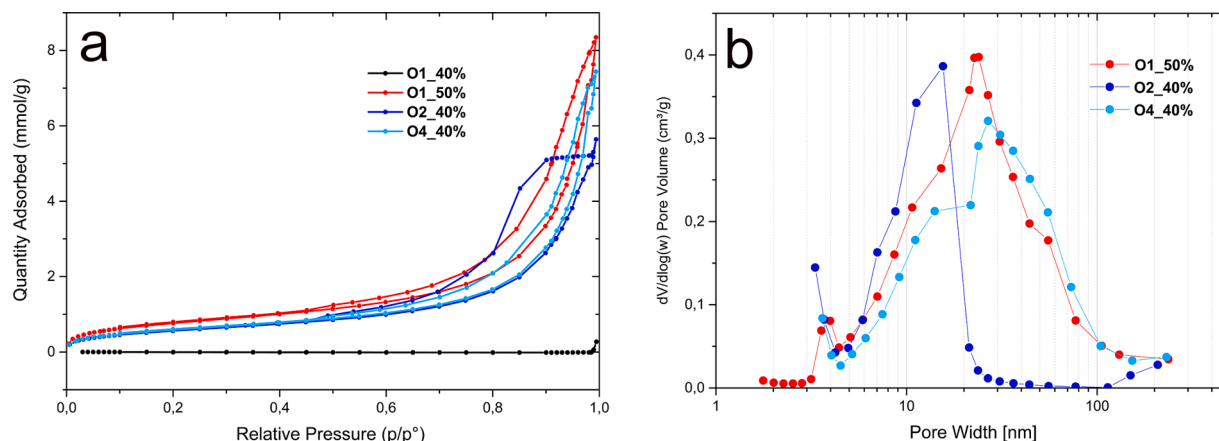 a
O1_40%
O1_50%
O2_40%
O4_40%
8
6
4
2
0
0,0 0,2 0,4 0,6 0,8 1,0
Quantity Adsorbed (mmol/g)
Relative Pressure (p/p°)
b
O1_50%
O2_40%
O4_40%
0,4
0,3
0,2
0,1
0,0
1 10 100
dV/dlog(w) Pore Volume (cm³/g)
Pore Width [nm]